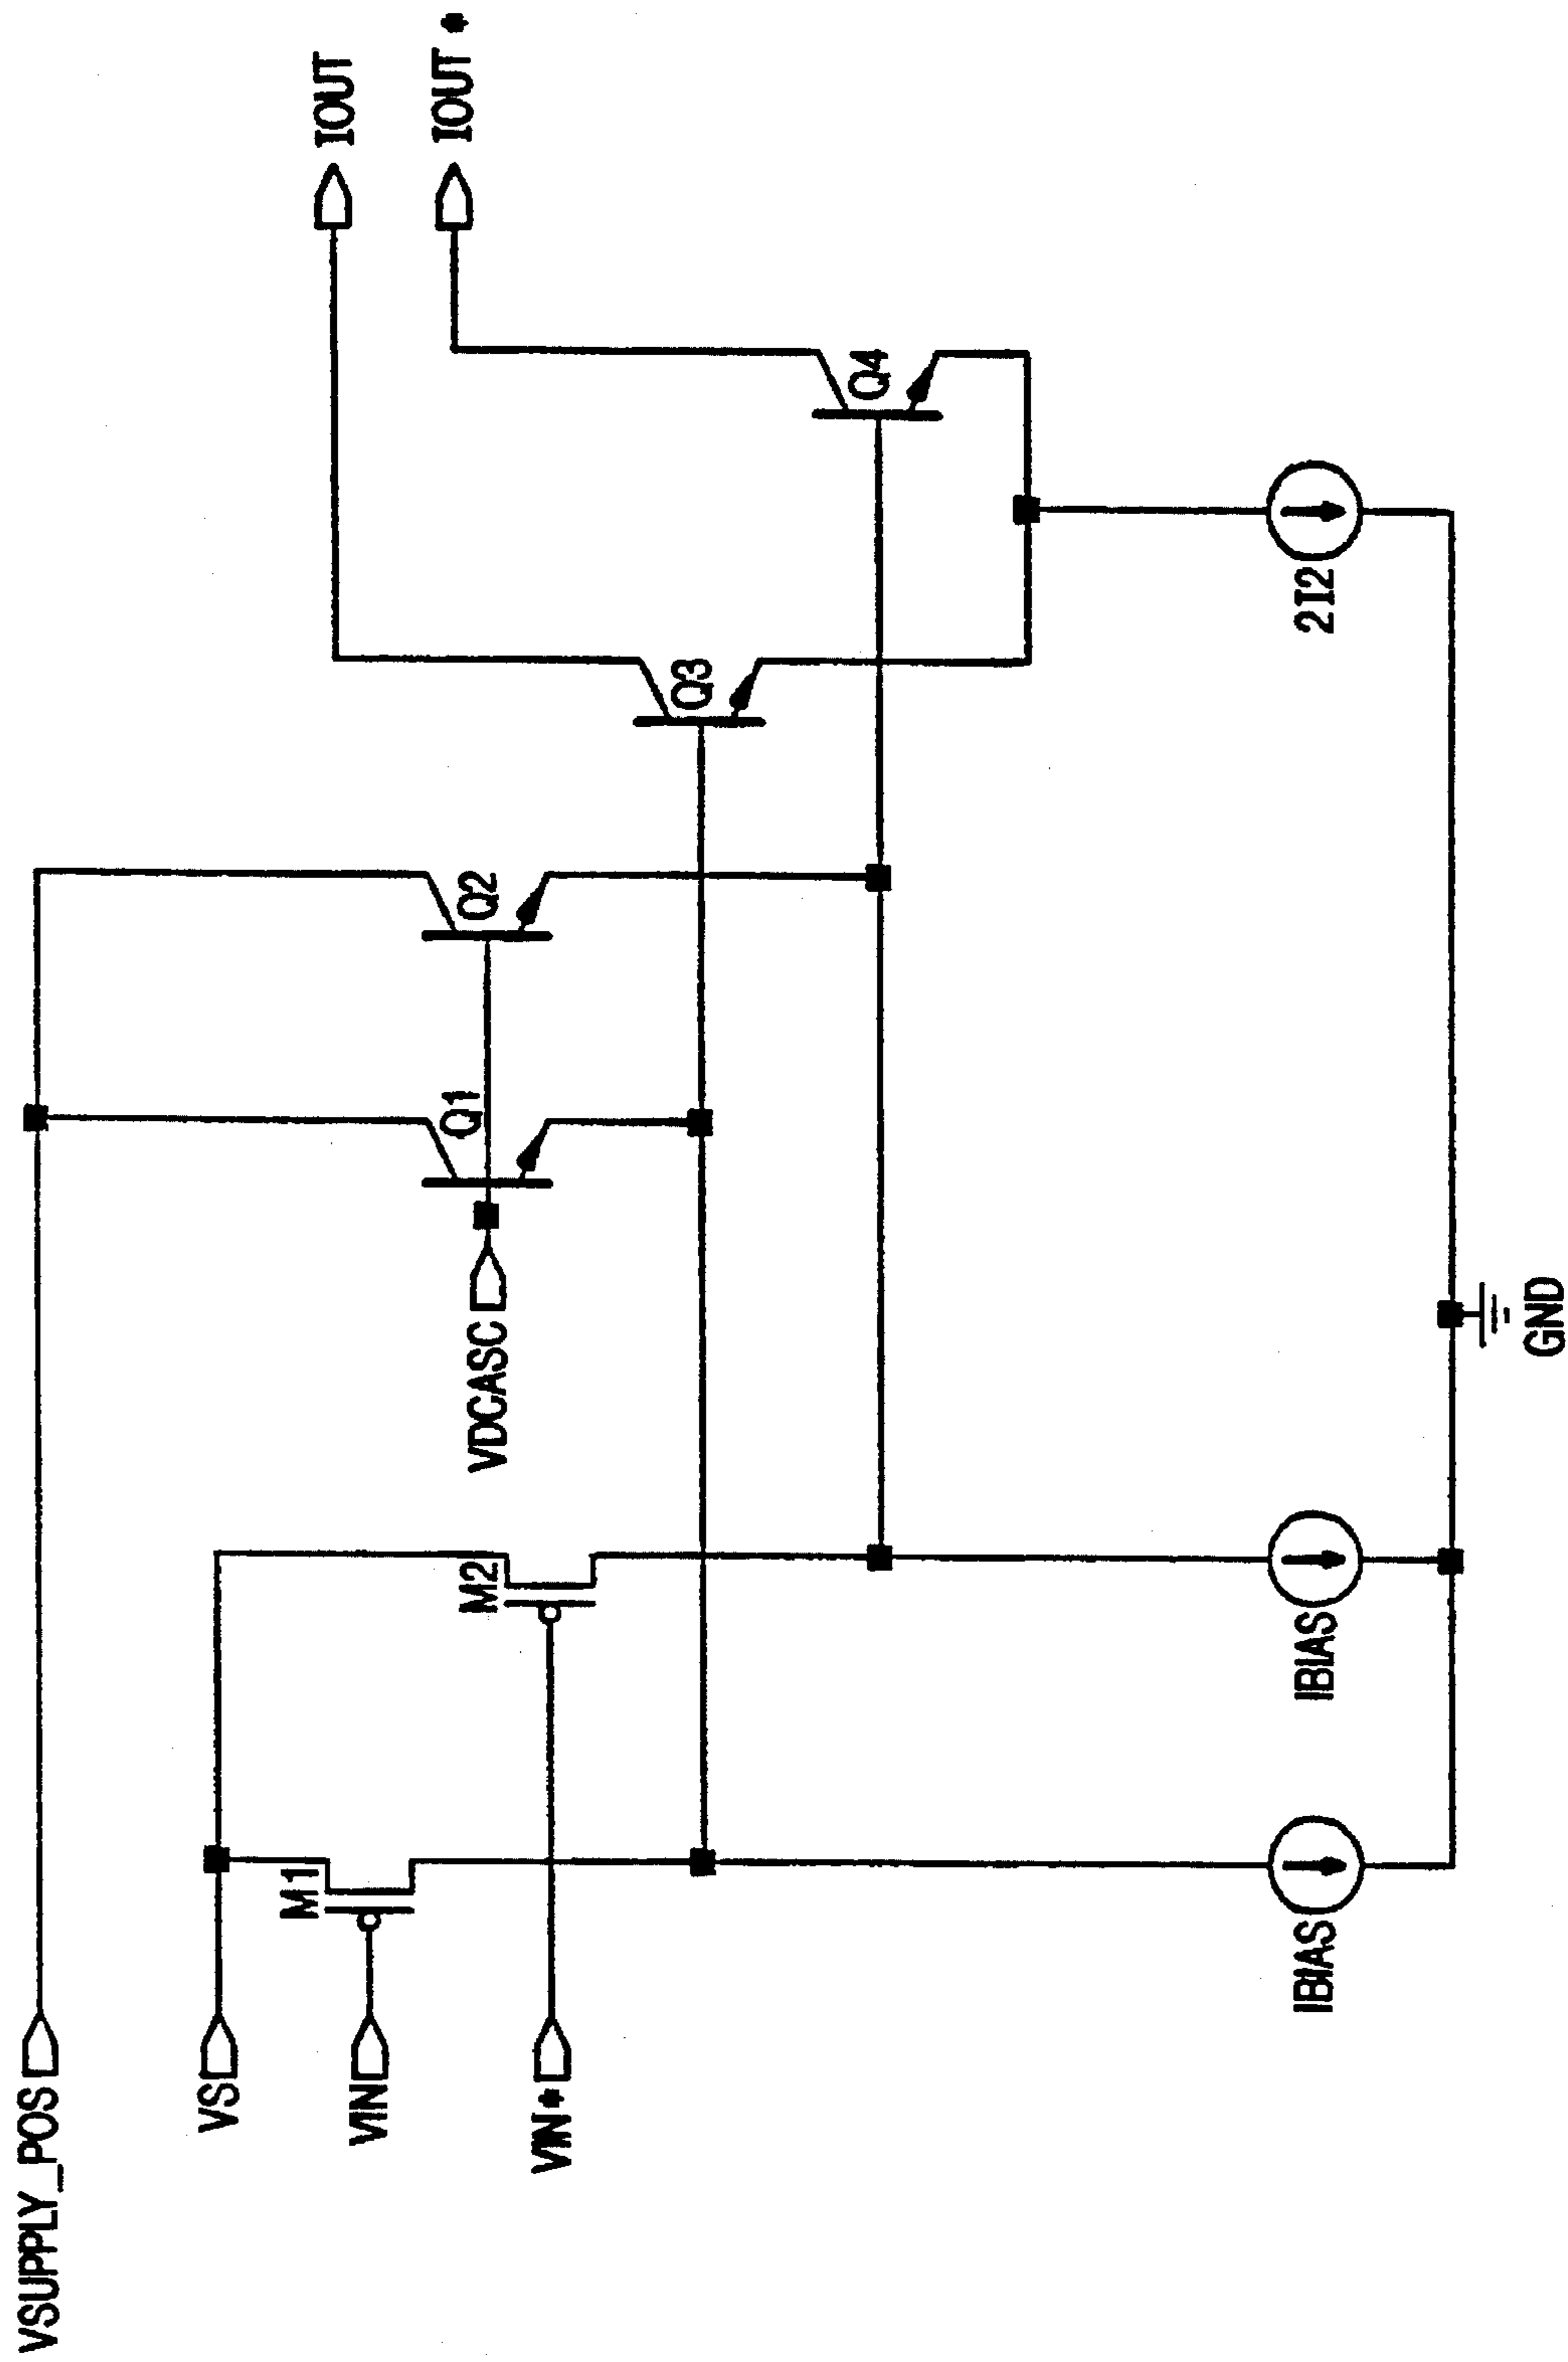 VSUPPLY_POS
VS
VIN
VIN*
M1
M2
VDCASC
Q1
Q2
Q3
Q4
IOUT
IOUT*
IBIAS
IBIAS
2I2
GND